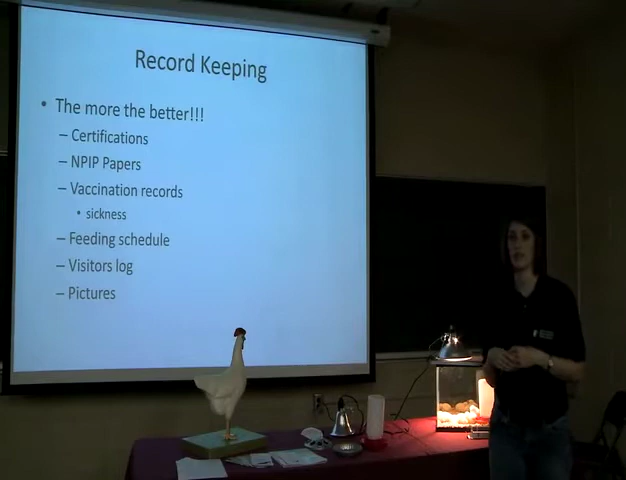 Record Keeping
• The more the better!!!
– Certifications
– NPIP Papers
– Vaccination records
• sickness
– Feeding schedule
– Visitors log
– Pictures